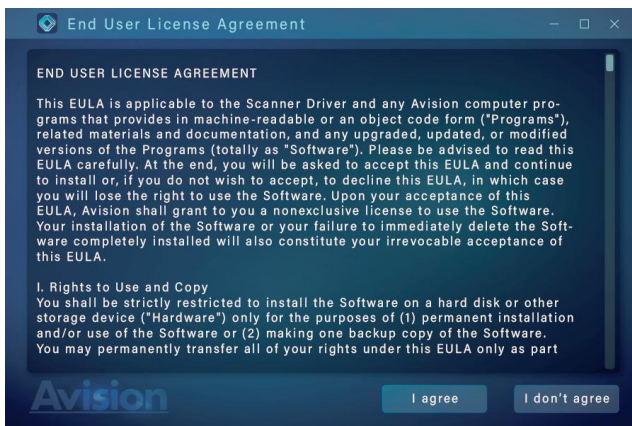 End User License Agreement
END USER LICENSE AGREEMENT
This EULA is applicable to the Scanner Driver and any Avision computer pro-
grams that provides in machine-readable or an object code form ("Programs"),
related materials and documentation, and any upgraded, updated, or modified
versions of the Programs (totally as "Software"). Please be advised to read this
EULA carefully. At the end, you will be asked to accept this EULA and continue
to install or, if you do not wish to accept, to decline this EULA, in which case
you will lose the right to use the Software. Upon your acceptance of this
EULA, Avision shall grant to you a nonexclusive license to use the Software.
Your installation of the Software or your failure to immediately delete the Soft-
ware completely installed will also constitute your irrevocable acceptance of
this EULA.
I. Rights to Use and Copy
You shall be strictly restricted to install the Software on a hard disk or other
storage device ("Hardware") only for the purposes of (1) permanent installation
and/or use of the Software or (2) making one backup copy of the Software.
You may permanently transfer all of your rights under this EULA only as part
Avision
I agree
I don't agree